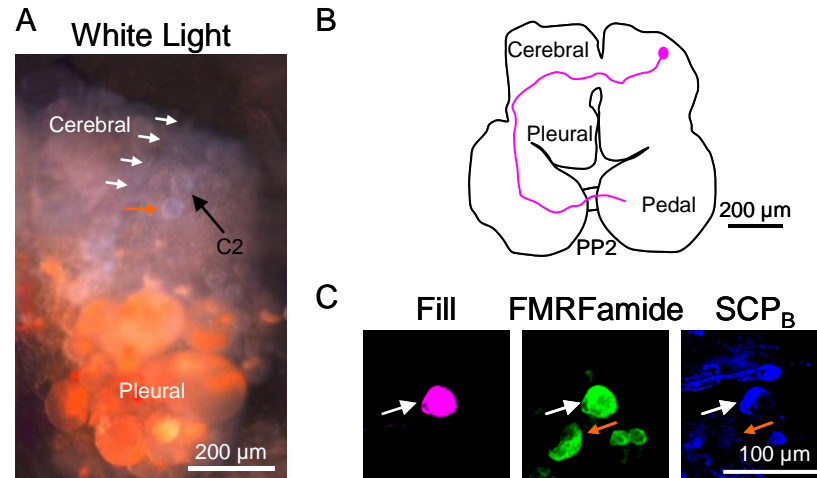 A
White Light
Cerebral
C2
Pleural
200 µm
B
Cerebral
Pleural
Pedal
200 µm
PP2
C
Fill
FMRFamide
SCPB
100 µm